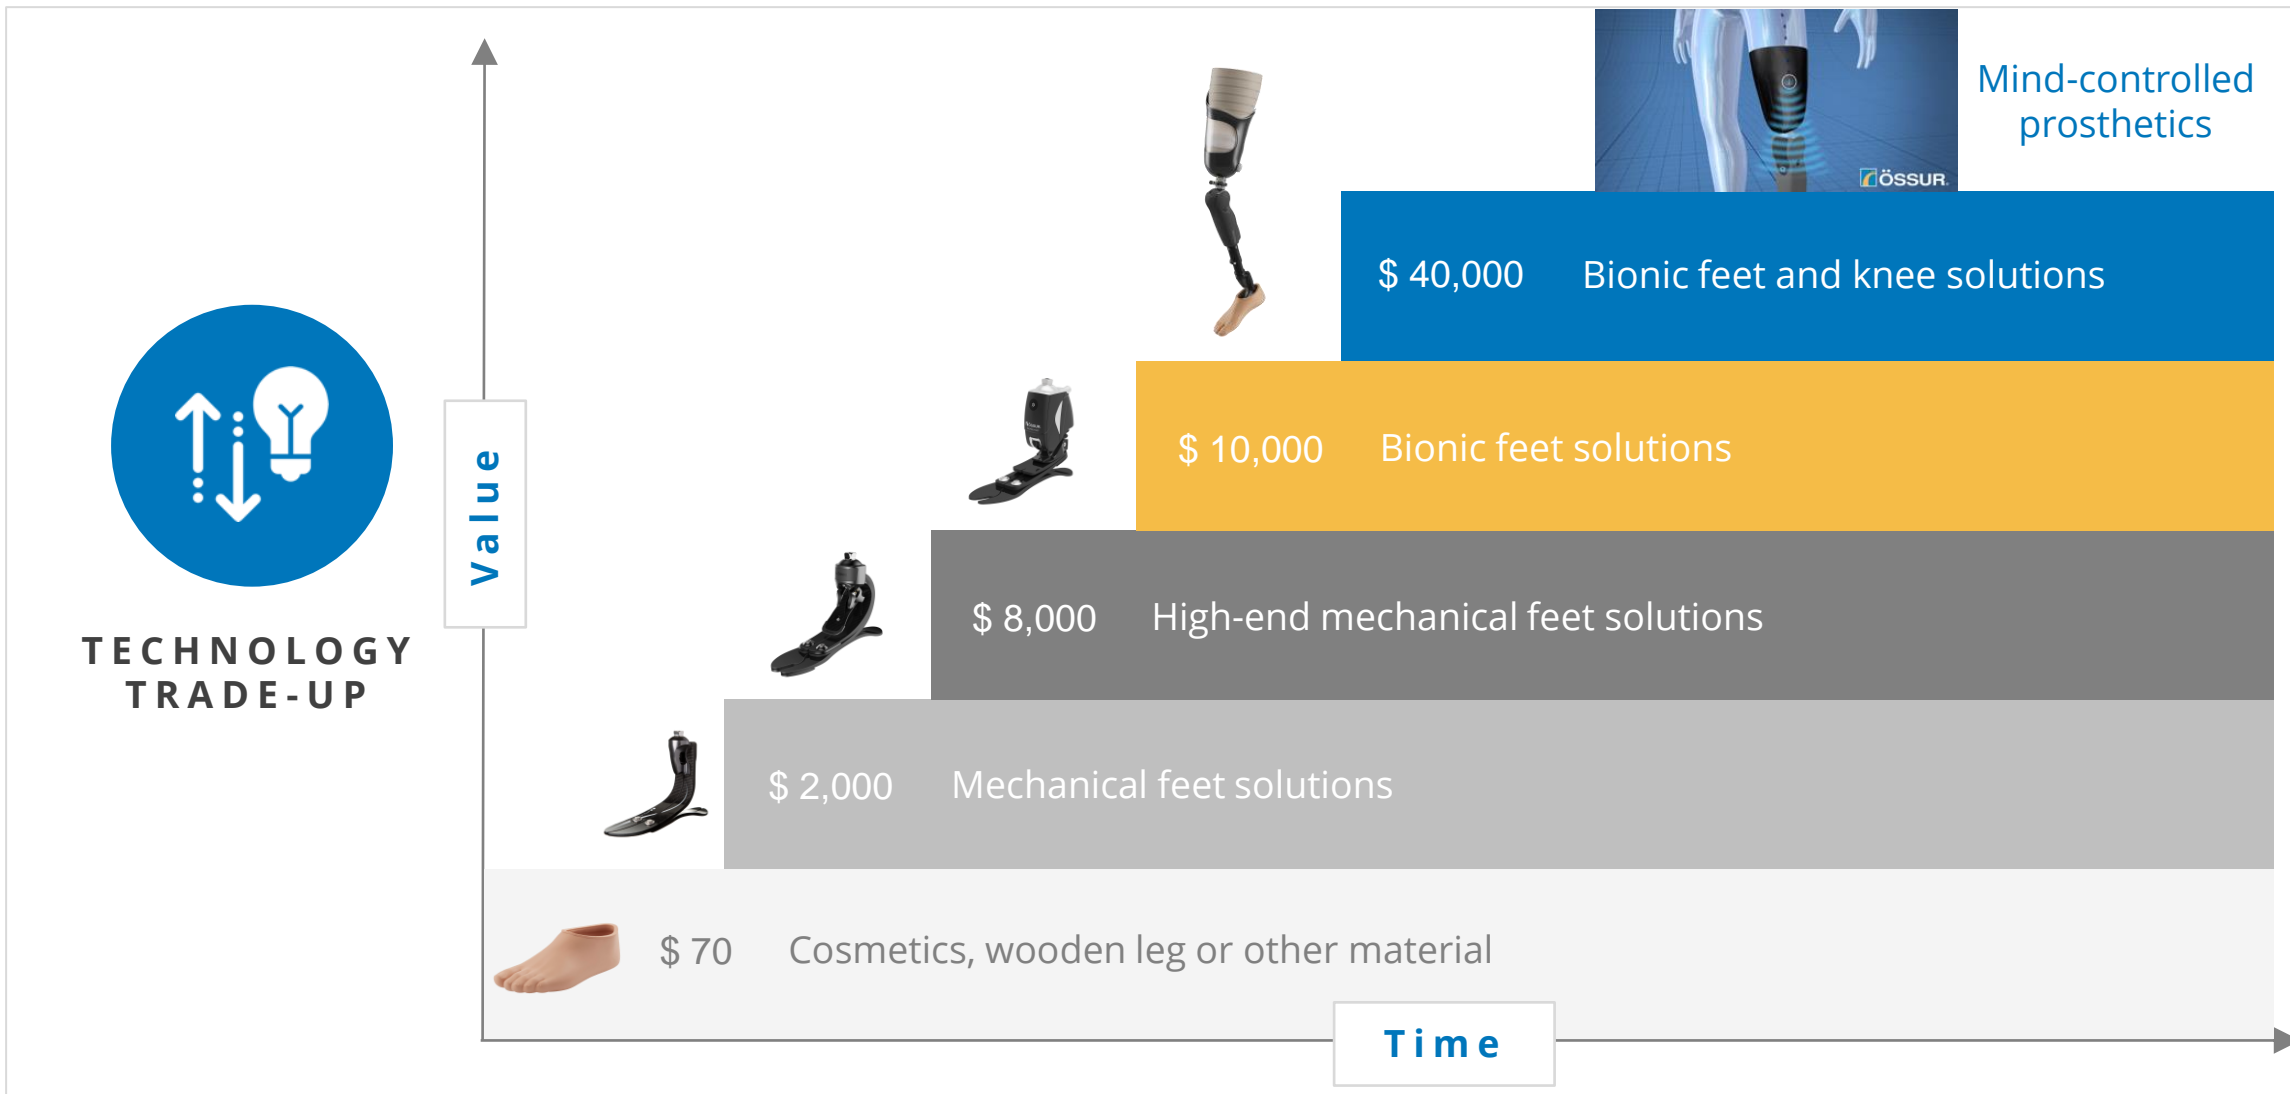 Mind-controlled
prosthetics
ÖSSUR.
$ 40,000 Bionic feet and knee solutions
$ 10,000 Bionic feet solutions
Value
$ 8,000 High-end mechanical feet solutions
TECHNOLOGY
TRADE-UP
$ 2,000 Mechanical feet solutions
$ 70 Cosmetics, wooden leg or other material
Time